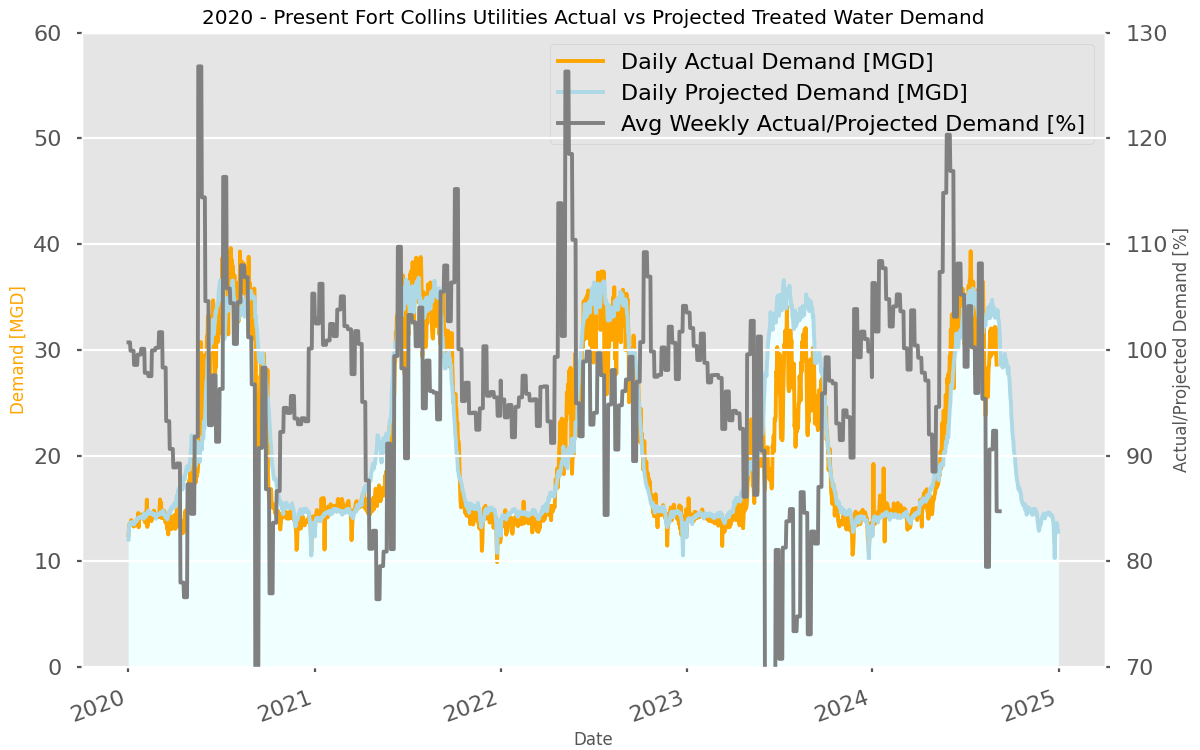 2020 - Present Fort Collins Utilities Actual vs Projected Treated Water Demand
Daily Actual Demand [MGD]
Daily Projected Demand [MGD]
Avg Weekly Actual/Projected Demand [%]
Demand [MGD]
60
50
40
30
20
10
0
130
120
110
100
90
80
70
Actual/Projected Demand [%]
2020
2021
2022
2023
2024
2025
Date